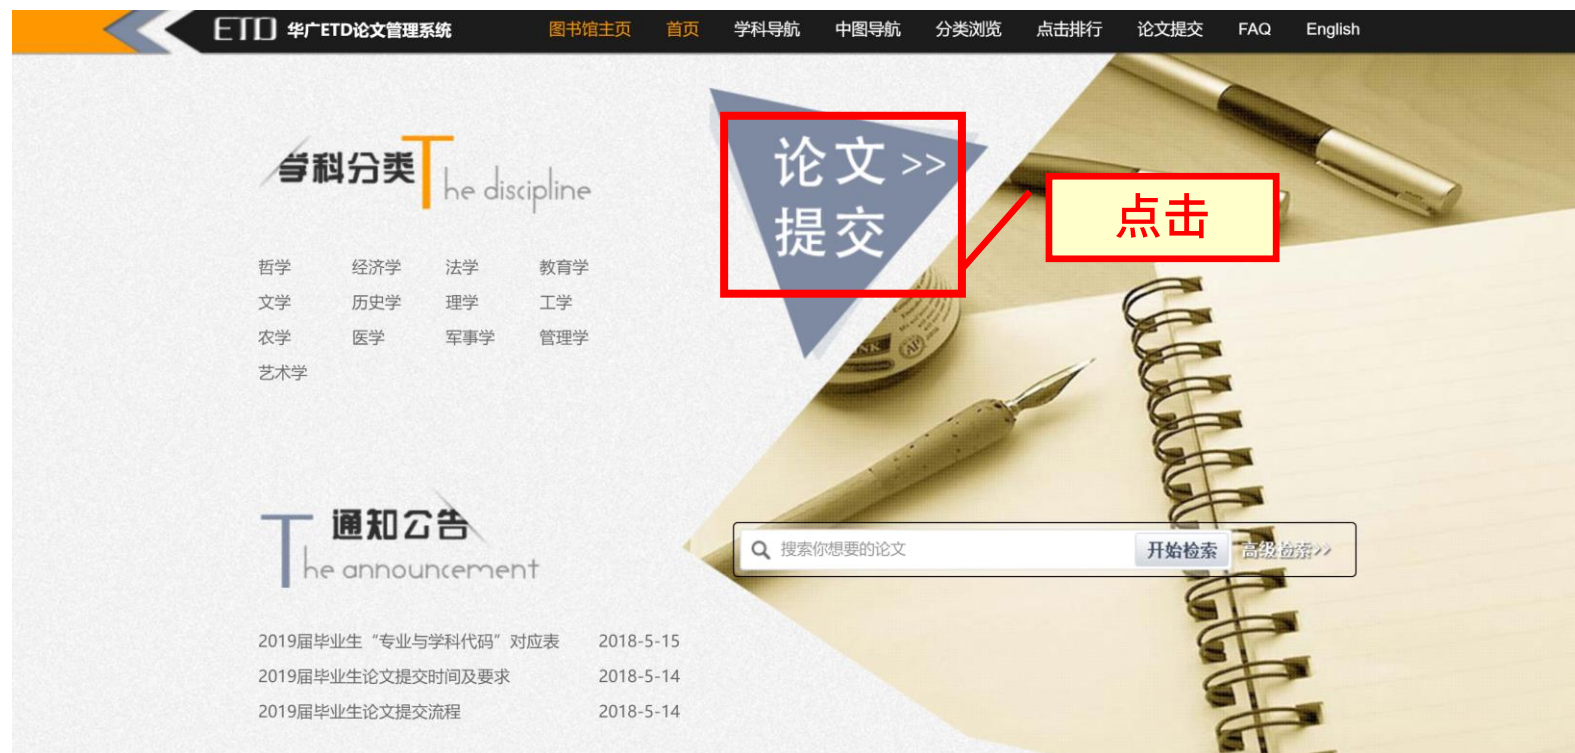 ETD 华广ETD论文管理系统 图书馆主页 首页 学科导航 中图导航 分类浏览 点击排行 论文提交 FAQ English
学科分类 The discipline
哲学 经济学 法学 教育学
文学 历史学 理学 工学
农学 医学 军事学 管理学
艺术学
论文 >>
提交
点击
搜索你想要的论文 开始检索 高级检索>>
通知公告
The announcement
2019届毕业生“专业与学科代码”对应表 2018-5-15
2019届毕业生论文提交时间及要求 2018-5-14
2019届毕业生论文提交流程 2018-5-14